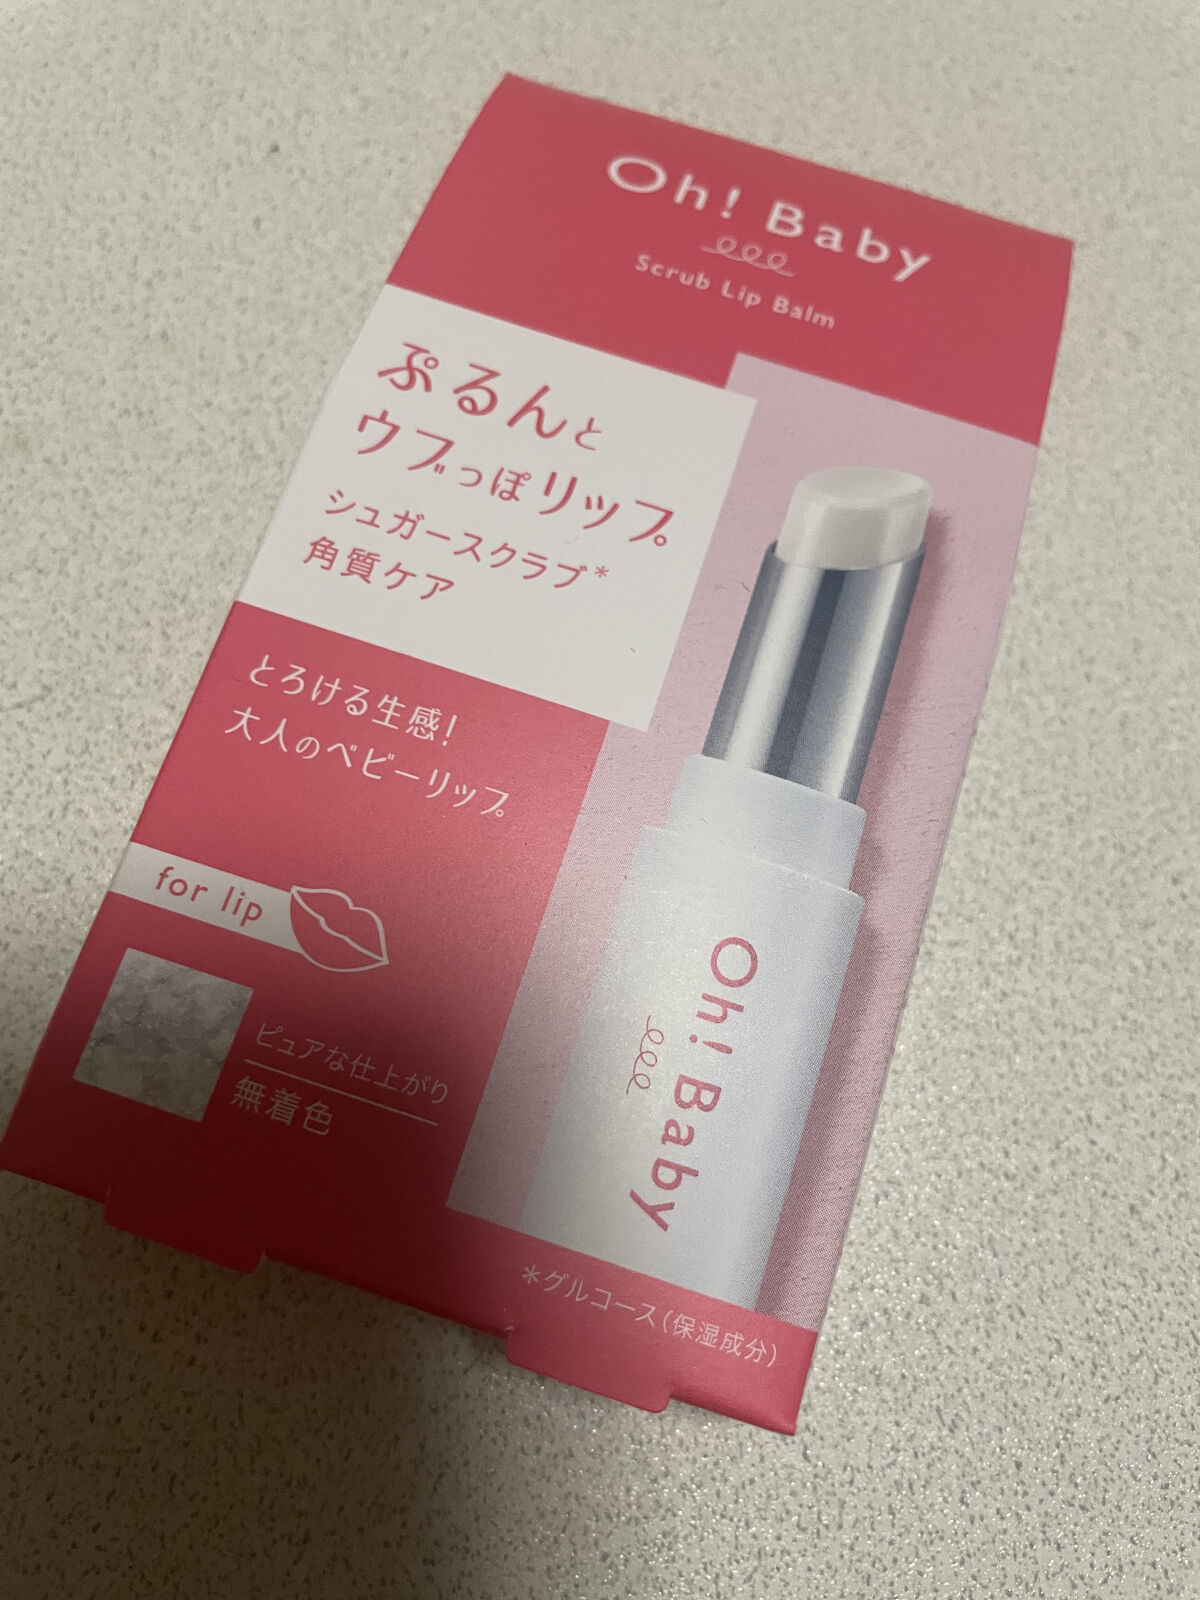 Oh! Baby
Scrub Lip Balm
ぷるんと
ウブっぽリップ。
シュガースクラブ*
角質ケア
とろける生感!
大人のベビーリップ。
for lip
ピュアな仕上がり
無着色
Oh! Baby
*グルコース(保湿成分)